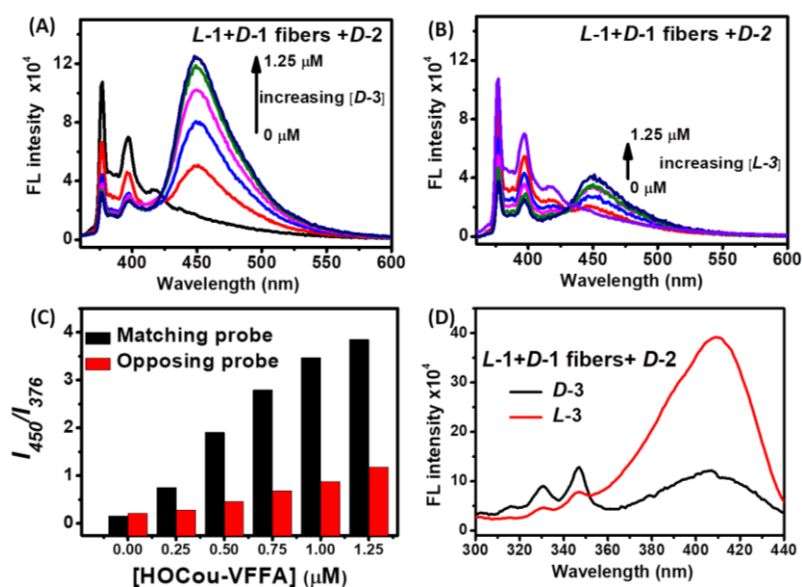 (A)
L-1+D-1 fibers +D-2
1.25 μM
increasing [D-3]
0 μM
FL intesity x10⁴
12
8
4
0
400 450 500 550 600
Wavelength (nm)
(B)
L-1+D-1 fibers +D-2
1.25 μM
increasing [L-3]
0 μM
FL intesity x10⁴
12
8
4
0
400 450 500 550 600
Wavelength (nm)
(C)
Matching probe
Opposing probe
I450/I376
4
3
2
1
0
0.00 0.25 0.50 0.75 1.00 1.25
[HOCou-VFFA] (μM)
(D)
L-1+D-1 fibers+ D-2
D-3
L-3
FL intensity x10⁴
40
30
20
10
0
300 320 340 360 380 400 420 440
Wavelength (nm)